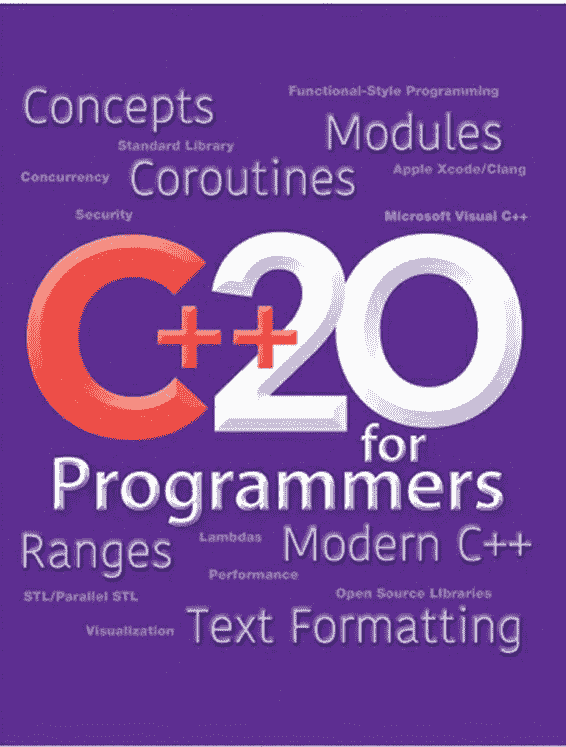 Functional-Style Programming
Concepts
Modules
Standard Library
Coroutines
Apple Xcode/Clang
Concurrency
Security
Microsoft Visual C++
C++20
for
Programmers
Ranges
Lambdas
Modern C++
Performance
STL/Parallel STL
Open Source Libraries
Visualization
Text Formatting